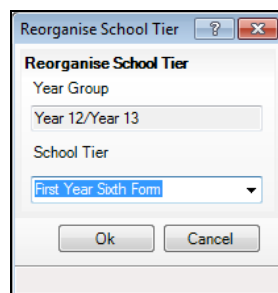 Reorganise School Tier
Reorganise School Tier
Year Group
Year 12/Year 13
School Tier
First Year Sixth Form
Ok Cancel